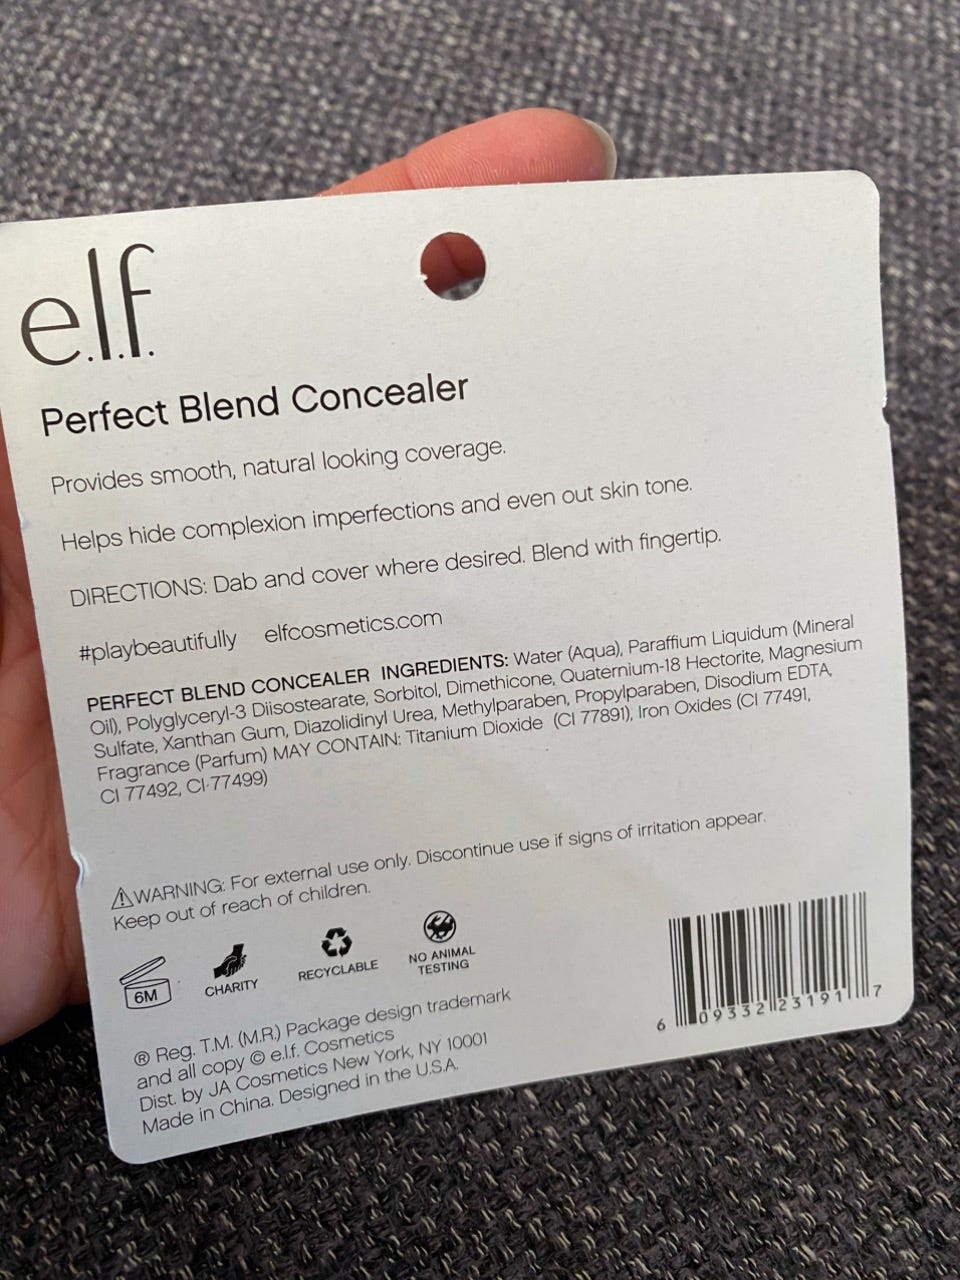 e.l.f.
Perfect Blend Concealer
Provides smooth, natural looking coverage.
Helps hide complexion imperfections and even out skin tone.
DIRECTIONS: Dab and cover where desired. Blend with fingertip.
#playbeautifully elfcosmetics.com
PERFECT BLEND CONCEALER INGREDIENTS: Water (Aqua), Paraffium Liquidum (Mineral
Oil), Polyglyceryl-3 Diisostearate, Sorbitol, Dimethicone, Quaternium-18 Hectorite, Magnesium
Sulfate, Xanthan Gum, Diazolidinyl Urea, Methylparaben, Propylparaben, Disodium EDTA,
Fragrance (Parfum) MAY CONTAIN: Titanium Dioxide (CI 77891), Iron Oxides (CI 77491,
CI 77492, CI 77499)
⚠WARNING: For external use only. Discontinue use if signs of irritation appear.
Keep out of reach of children.
6M
CHARITY
RECYCLABLE
NO ANIMAL
TESTING
® Reg. T.M. (M.R.) Package design trademark
and all copy © e.l.f. Cosmetics
Dist. by JA Cosmetics New York, NY 10001
Made in China. Designed in the U.S.A.
6 09332 23191 7